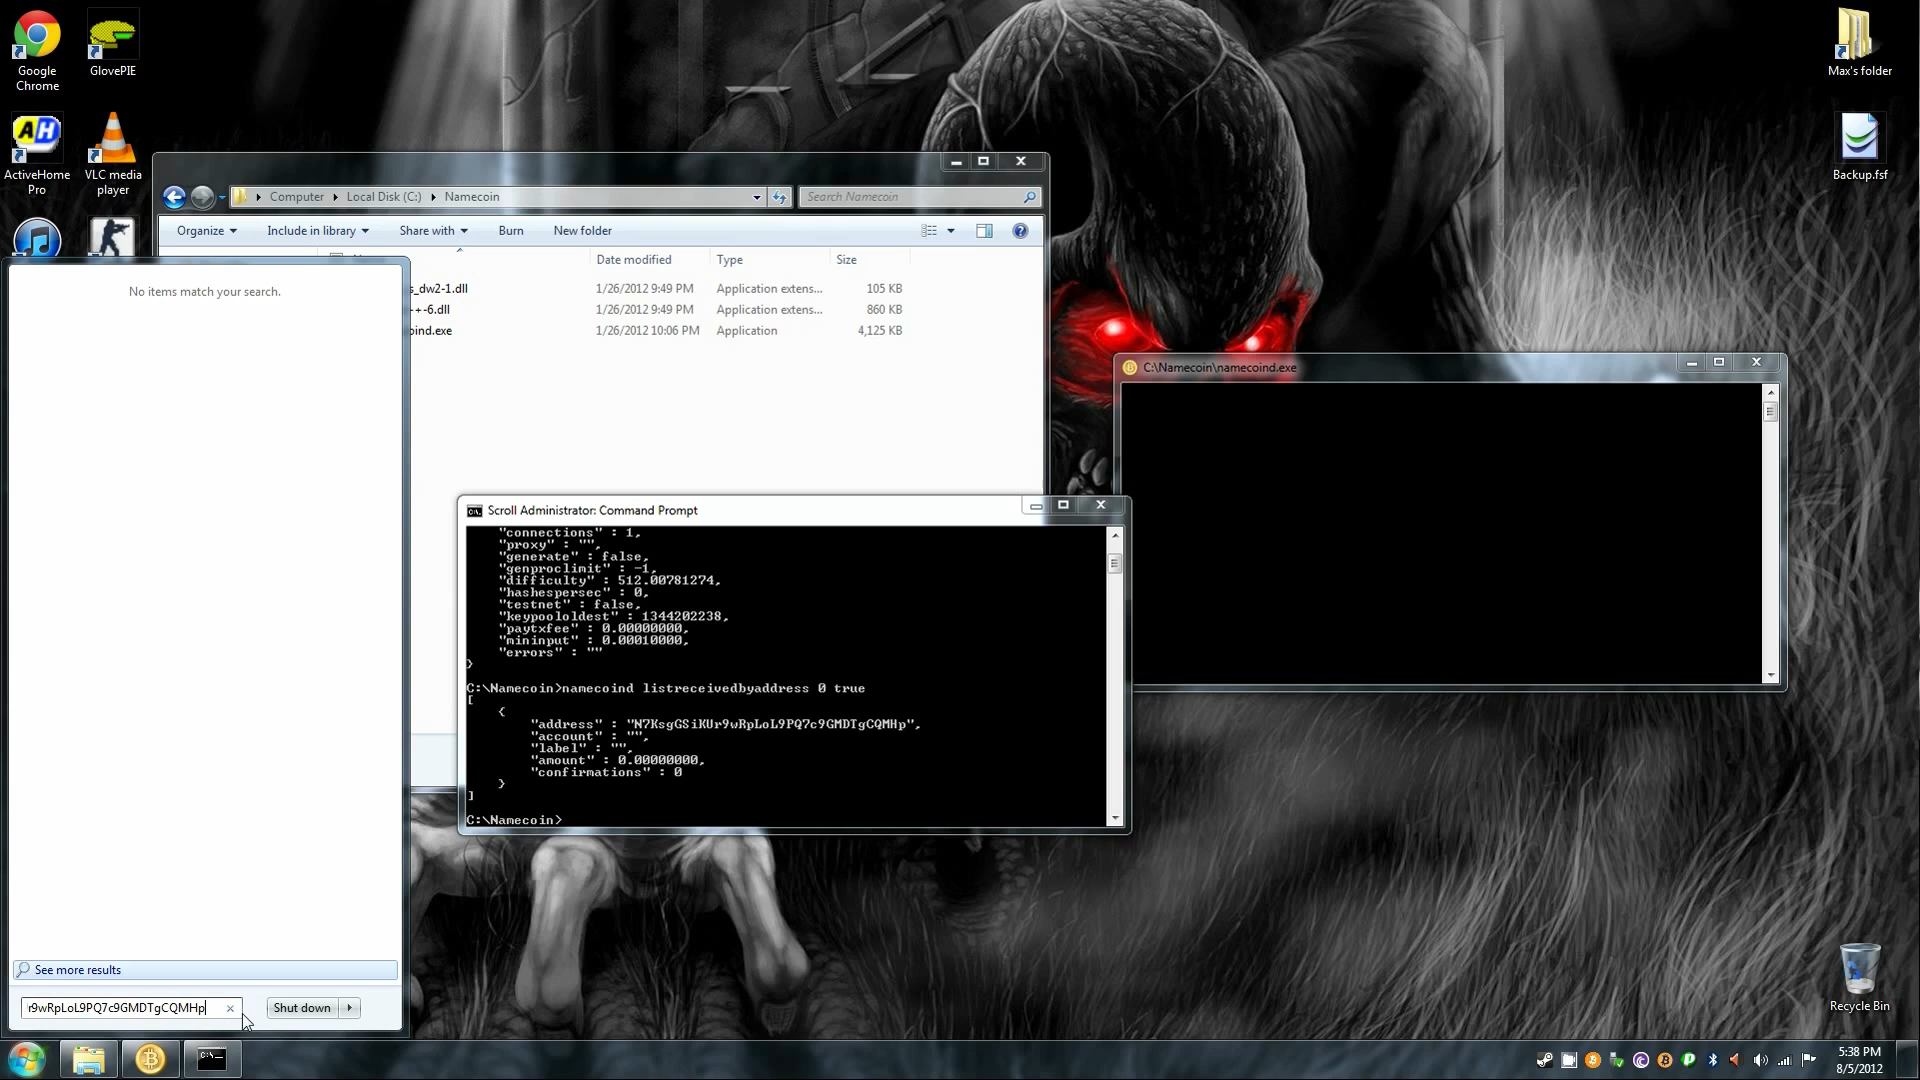 Google
Chrome
GlovePIE
ActiveHome
Pro
VLC media
player
Max's folder
Backup.fsf
Recycle Bin
Computer
Local Disk (C:)
Namecoin
Search Namecoin
Organize
Include in library
Share with
Burn
New folder
Date modified
Type
Size
s_dw2-1.dll
1/26/2012 9:49 PM
Application extens...
105 KB
-+-6.dll
1/26/2012 9:49 PM
Application extens...
860 KB
oind.exe
1/26/2012 10:06 PM
Application
4,125 KB
No items match your search.
See more results
r9wRpLoL9PQ7c9GMDTgCQMHp
Shut down
C:\Namecoin\namecoind.exe
Scroll Administrator: Command Prompt
"connections" : 1,
"proxy" : "",
"generate" : false,
"genproclimit" : -1,
"difficulty" : 512.00781274,
"hashespersec" : 0,
"testnet" : false,
"keypoololdest" : 1344202238,
"paytxfee" : 0.00000000,
"mininput" : 0.00010000,
"errors" : ""
}
C:\Namecoin>namecoind listreceivedbyaddress 0 true
[
{
"address" : "N7KsgGSiKUr9wRpLoL9PQ7c9GMDTgCQMHp",
"account" : "",
"label" : "",
"amount" : 0.00000000,
"confirmations" : 0
}
]
C:\Namecoin>
5:38 PM
8/5/2012